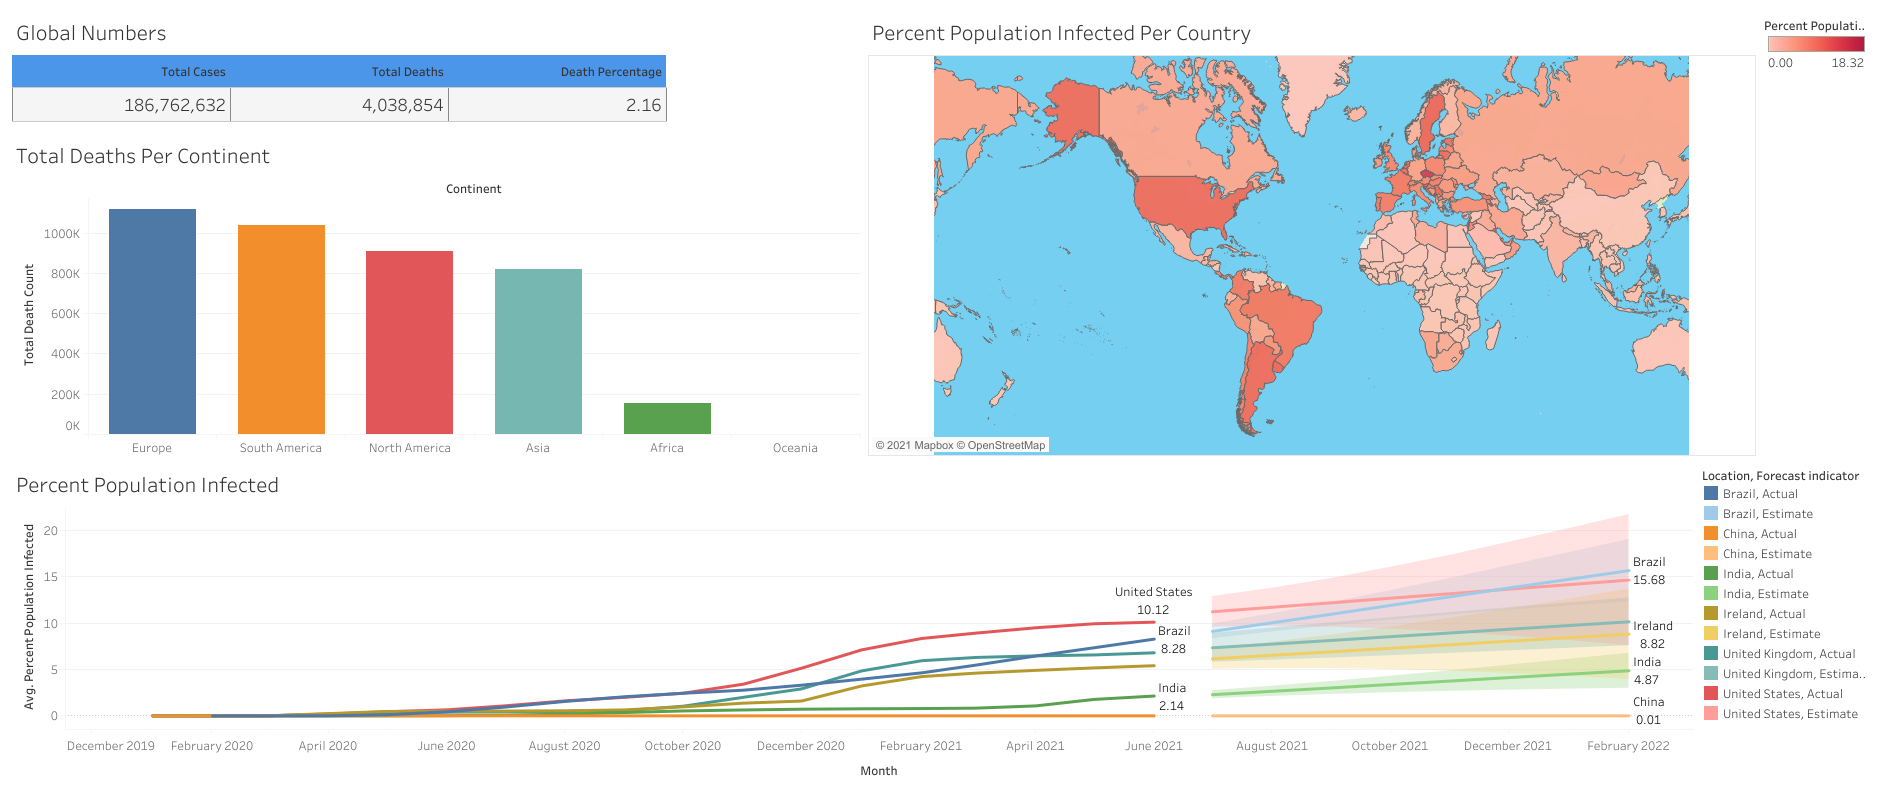 Global Numbers
Total Cases Total Deaths Death Percentage
186,762,632 4,038,854 2.16
Total Deaths Per Continent
Continent
Total Death Count
1000K
800K
600K
400K
200K
0K
Europe South America North America Asia Africa Oceania
Percent Population Infected Per Country
© 2021 Mapbox © OpenStreetMap
Percent Populati..
0.00 18.32
Percent Population Infected
Avg. Percent Population Infected
20
15
10
5
0
United States
10.12
Brazil
8.28
India
2.14
Brazil
15.68
Ireland
8.82
India
4.87
China
0.01
December 2019 February 2020 April 2020 June 2020 August 2020 October 2020 December 2020 February 2021 April 2021 June 2021 August 2021 October 2021 December 2021 February 2022
Month
Location, Forecast indicator
Brazil, Actual
Brazil, Estimate
China, Actual
China, Estimate
India, Actual
India, Estimate
Ireland, Actual
Ireland, Estimate
United Kingdom, Actual
United Kingdom, Estima..
United States, Actual
United States, Estimate